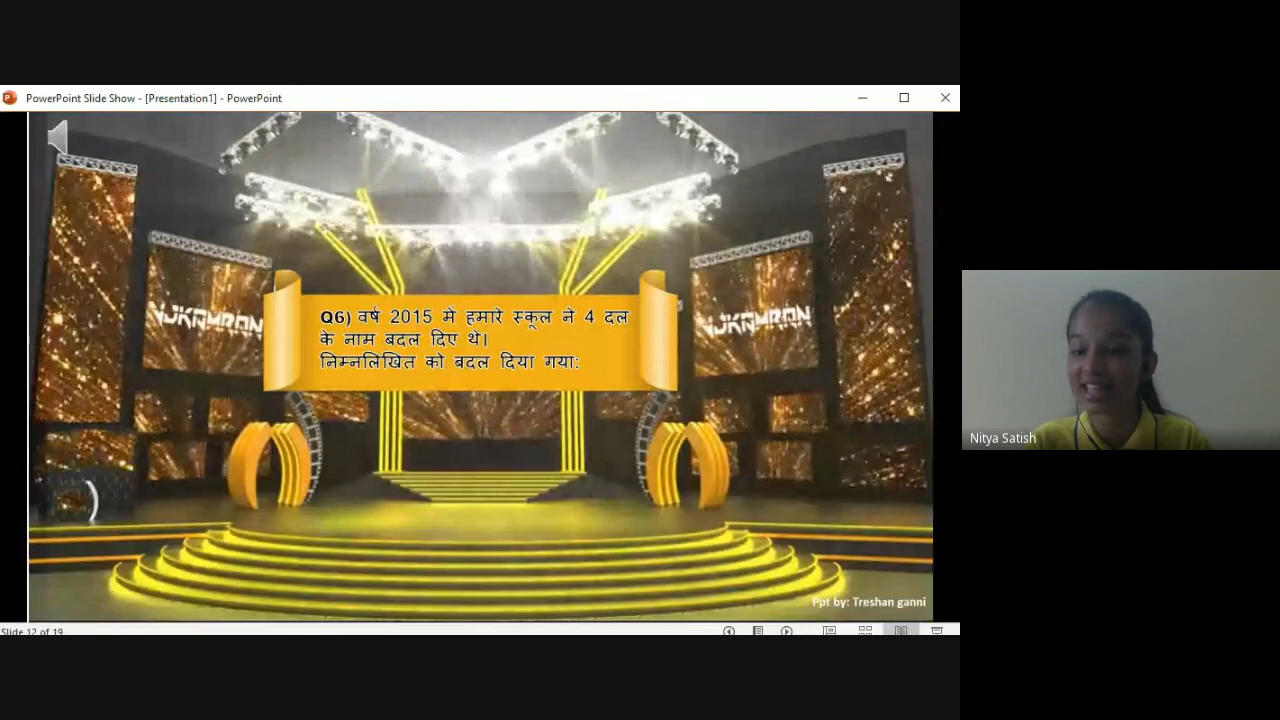 PowerPoint Slide Show - [Presentation1] - PowerPoint
Q6) वर्ष 2015 में हमारे स्कूल ने 4 दल
के नाम बदल दिए थे।
निम्नलिखित को बदल दिया गया:
Nitya Satish
Ppt by: Treshan ganni
Slide 12 of 19